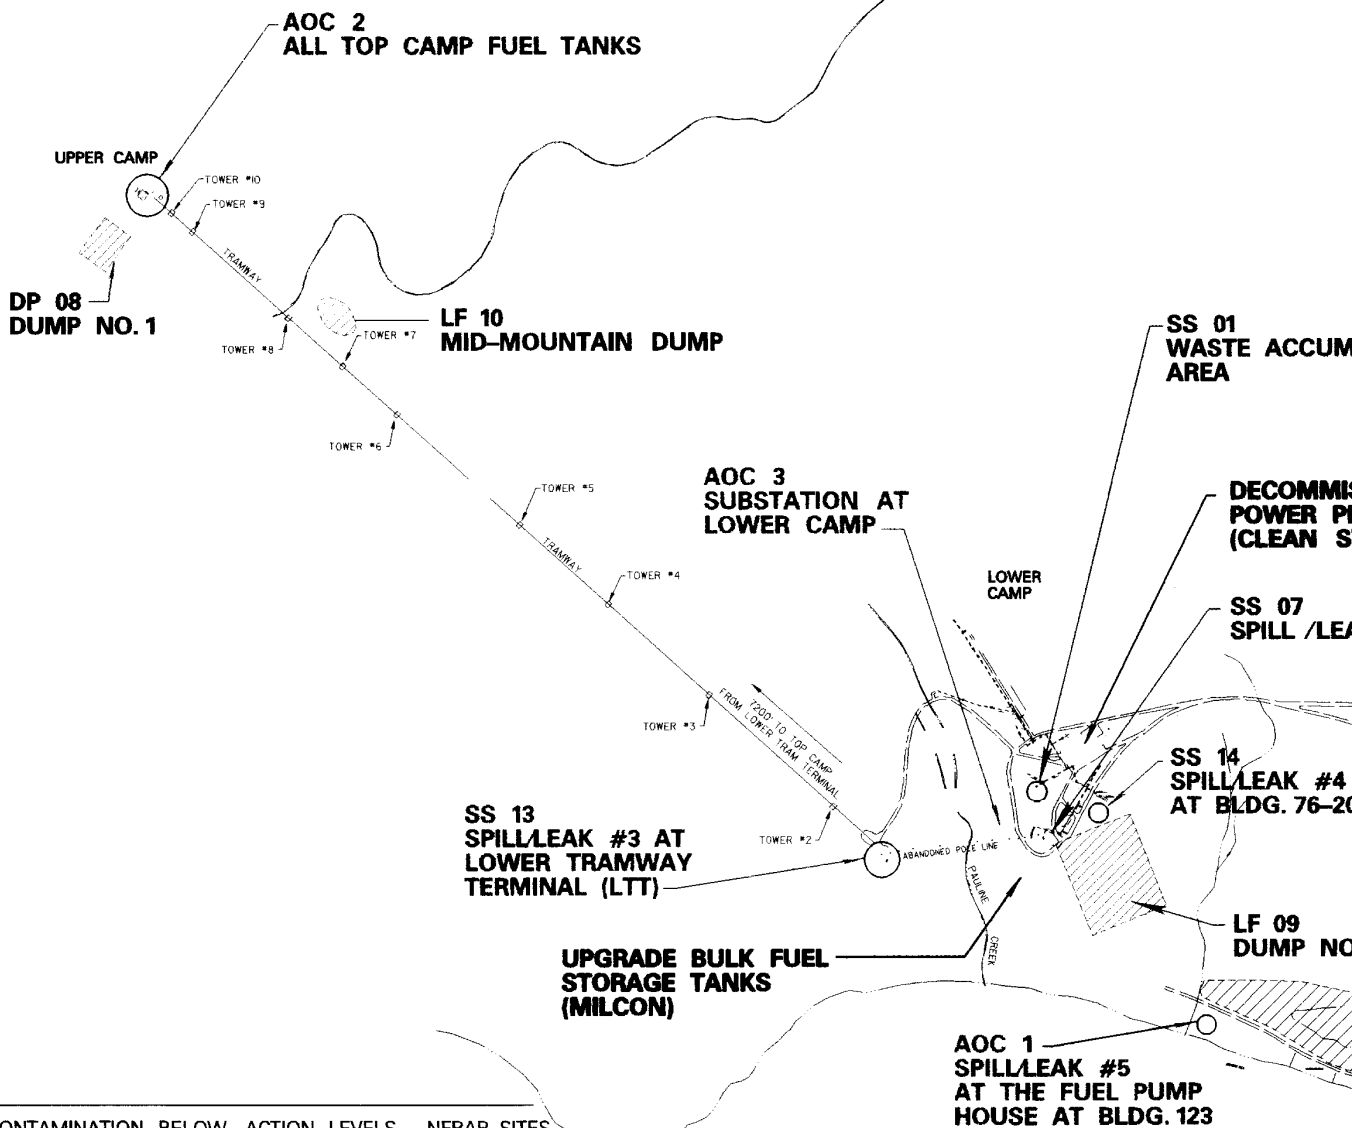 AOC 2
ALL TOP CAMP FUEL TANKS
UPPER CAMP
TOWER #10
TOWER #9
TRAMWAY
DP 08
DUMP NO. 1
LF 10
MID-MOUNTAIN DUMP
TOWER #7
TOWER #8
TOWER #6
SS 01
WASTE ACCUM
AREA
AOC 3
SUBSTATION AT
LOWER CAMP
TOWER #5
DECOMMIS
POWER
(CLEAN
TRAMWAY
TOWER #4
LOWER
CAMP
SS 07
SPILL /LEA
7200' TO TOP CAMP
FROM LOWER TRAM TERMINAL
TOWER #3
SS 14
SPILL/LEAK #4
AT BLDG. 76-20
SS 13
SPILL/LEAK #3 AT
LOWER TRAMWAY
TERMINAL (LTT)
TOWER #2
ABANDONED POLE LINE
PAULINE
CREEK
LF 09
DUMP NO
UPGRADE BULK FUEL
STORAGE TANKS
(MILCON)
AOC 1
SPILL/LEAK #5
AT THE FUEL PUMP
HOUSE AT BLDG. 123
ONTAMINATION BELOW ACTION LEVELS - NFRAP SITES